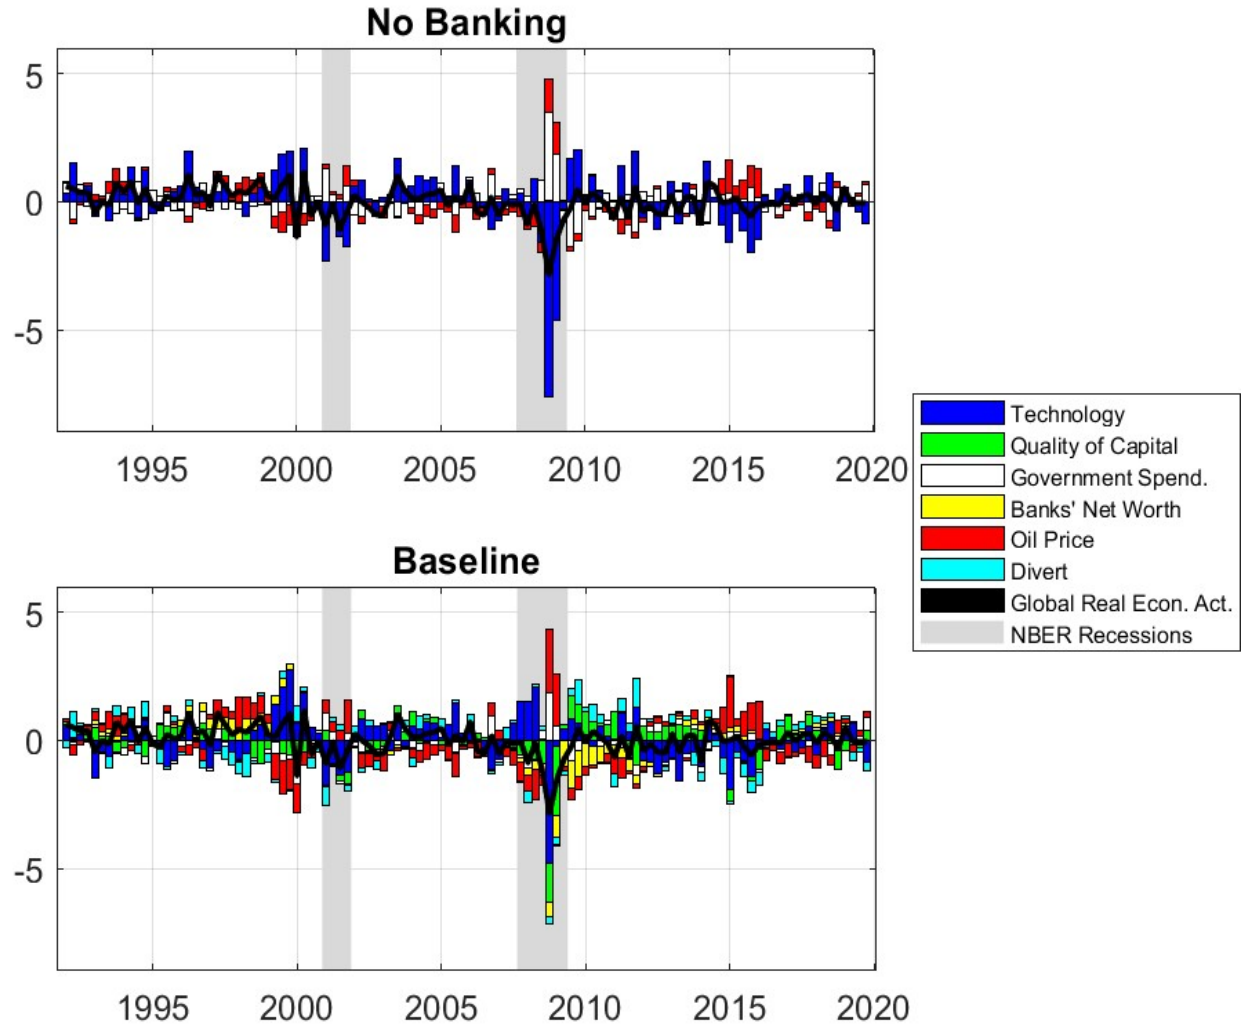 No Banking
5
0
-5
1995 2000 2005 2010 2015 2020
Technology
Quality of Capital
Government Spend.
Banks' Net Worth
Oil Price
Divert
Global Real Econ. Act.
NBER Recessions
Baseline
5
0
-5
1995 2000 2005 2010 2015 2020